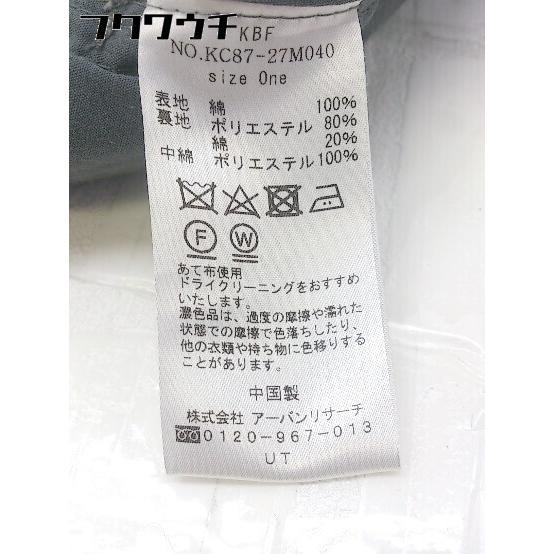 フクウチ
KBF
NO.KC87-27M040
size One
表地 綿 100%
裏地 ポリエステル 80%
綿 20%
中綿 ポリエステル100%
F W
あて布使用
ドライクリーニングをおすすめ
いたします。
濃色品は、過度の摩擦や濡れた
状態での摩擦で色落ちしたり、
他の衣類や持ち物に色移りする
ことがあります。
中国製
株式会社 アーバンリサーチ
0120-967-013
UT